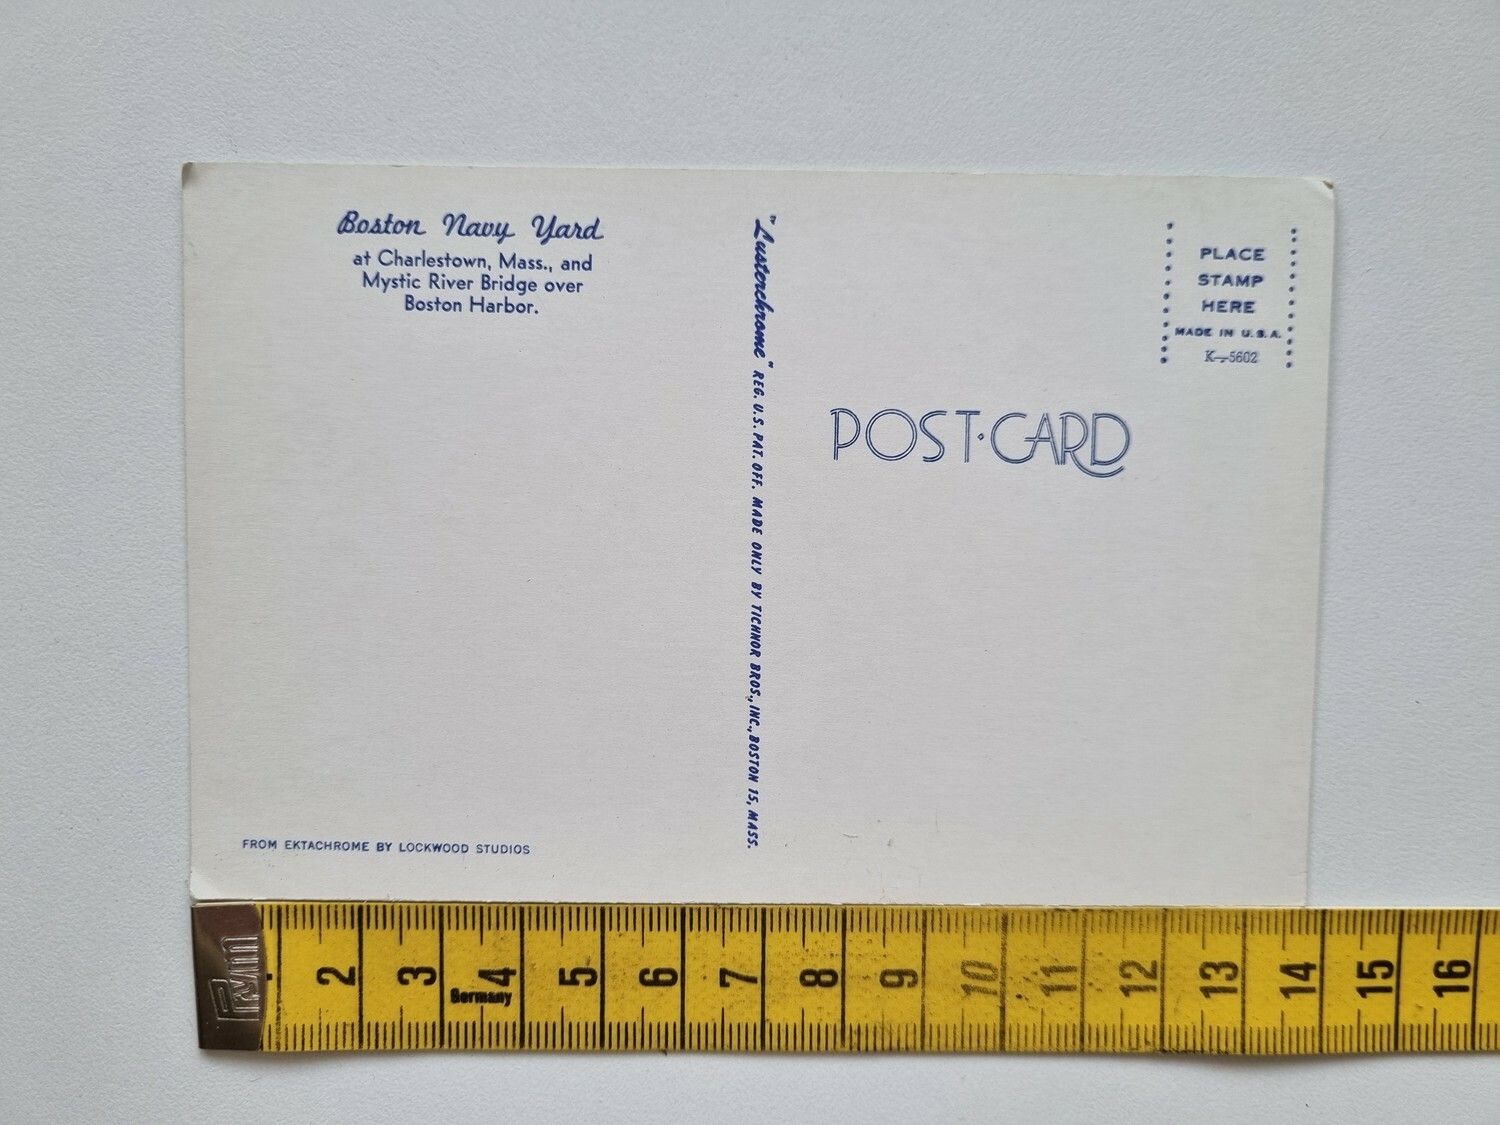 Boston Navy Yard
at Charlestown, Mass., and
Mystic River Bridge over
Boston Harbor.
"Lusterchrome" REG. U.S. PAT. OFF. MADE ONLY BY TICHNOR BROS., INC., BOSTON 15, MASS.
PLACE
STAMP
HERE
MADE IN U.S.A.
K-5602
POST·CARD
FROM EKTACHROME BY LOCKWOOD STUDIOS
Prym 1 2 3 4 5 6 7 8 9 10 11 12 13 14 15 16
Germany